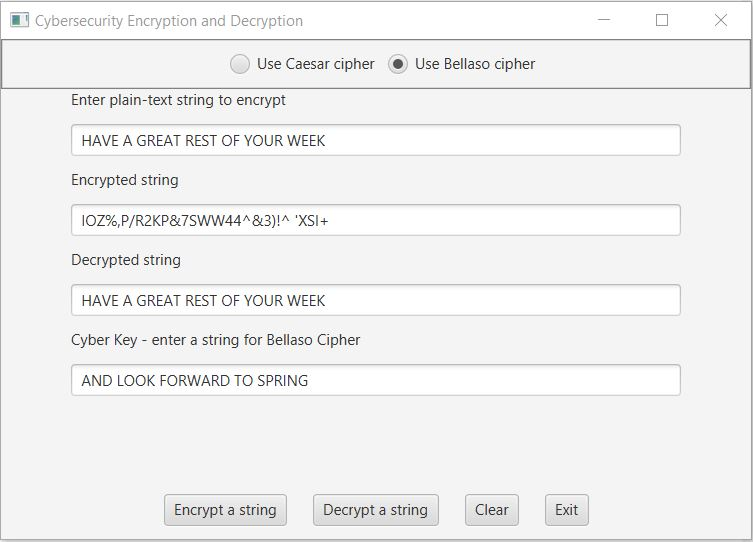 Cybersecurity Encryption and Decryption
Use Caesar cipher Use Bellaso cipher
Enter plain-text string to encrypt
HAVE A GREAT REST OF YOUR WEEK
Encrypted string
IOZ%,P/R2KP&7SWW44^&3)!^ 'XSI+
Decrypted string
HAVE A GREAT REST OF YOUR WEEK
Cyber Key - enter a string for Bellaso Cipher
AND LOOK FORWARD TO SPRING
Encrypt a string Decrypt a string Clear Exit